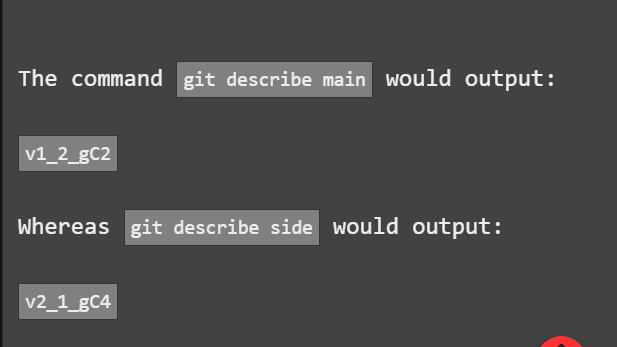 The command git describe main would output:
v1_2_gC2
Whereas git describe side would output:
v2_1_gC4